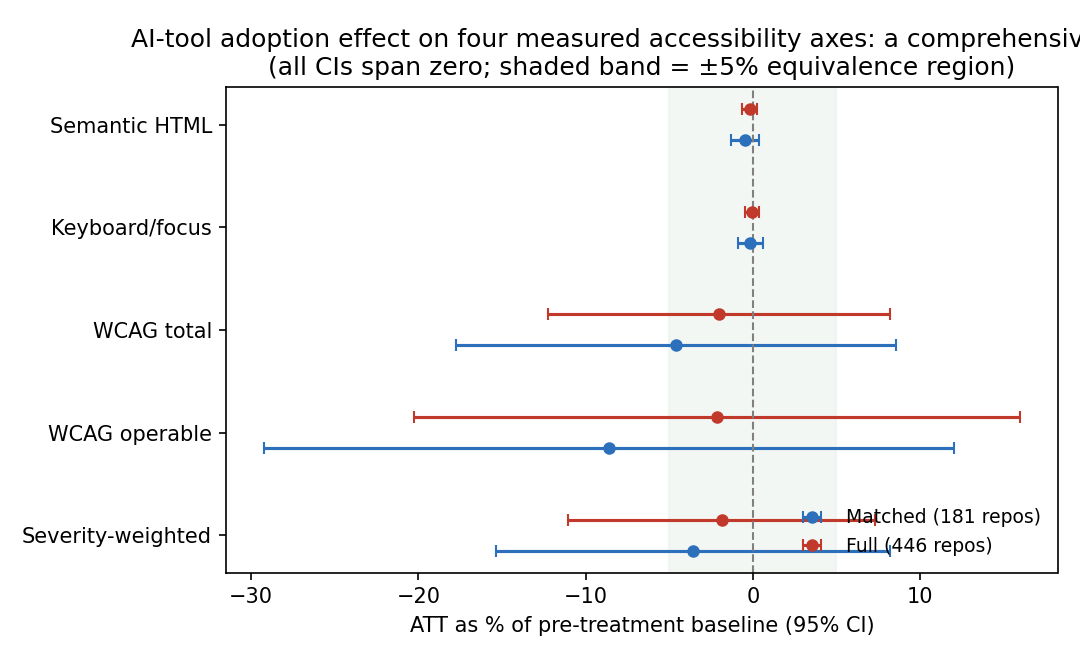 AI-tool adoption effect on four measured accessibility axes: a comprehensiv
(all CIs span zero; shaded band = ±5% equivalence region)
Semantic HTML
Keyboard/focus
WCAG total
WCAG operable
Severity-weighted
Matched (181 repos)
Full (446 repos)
−30 −20 −10 0 10
ATT as % of pre-treatment baseline (95% CI)